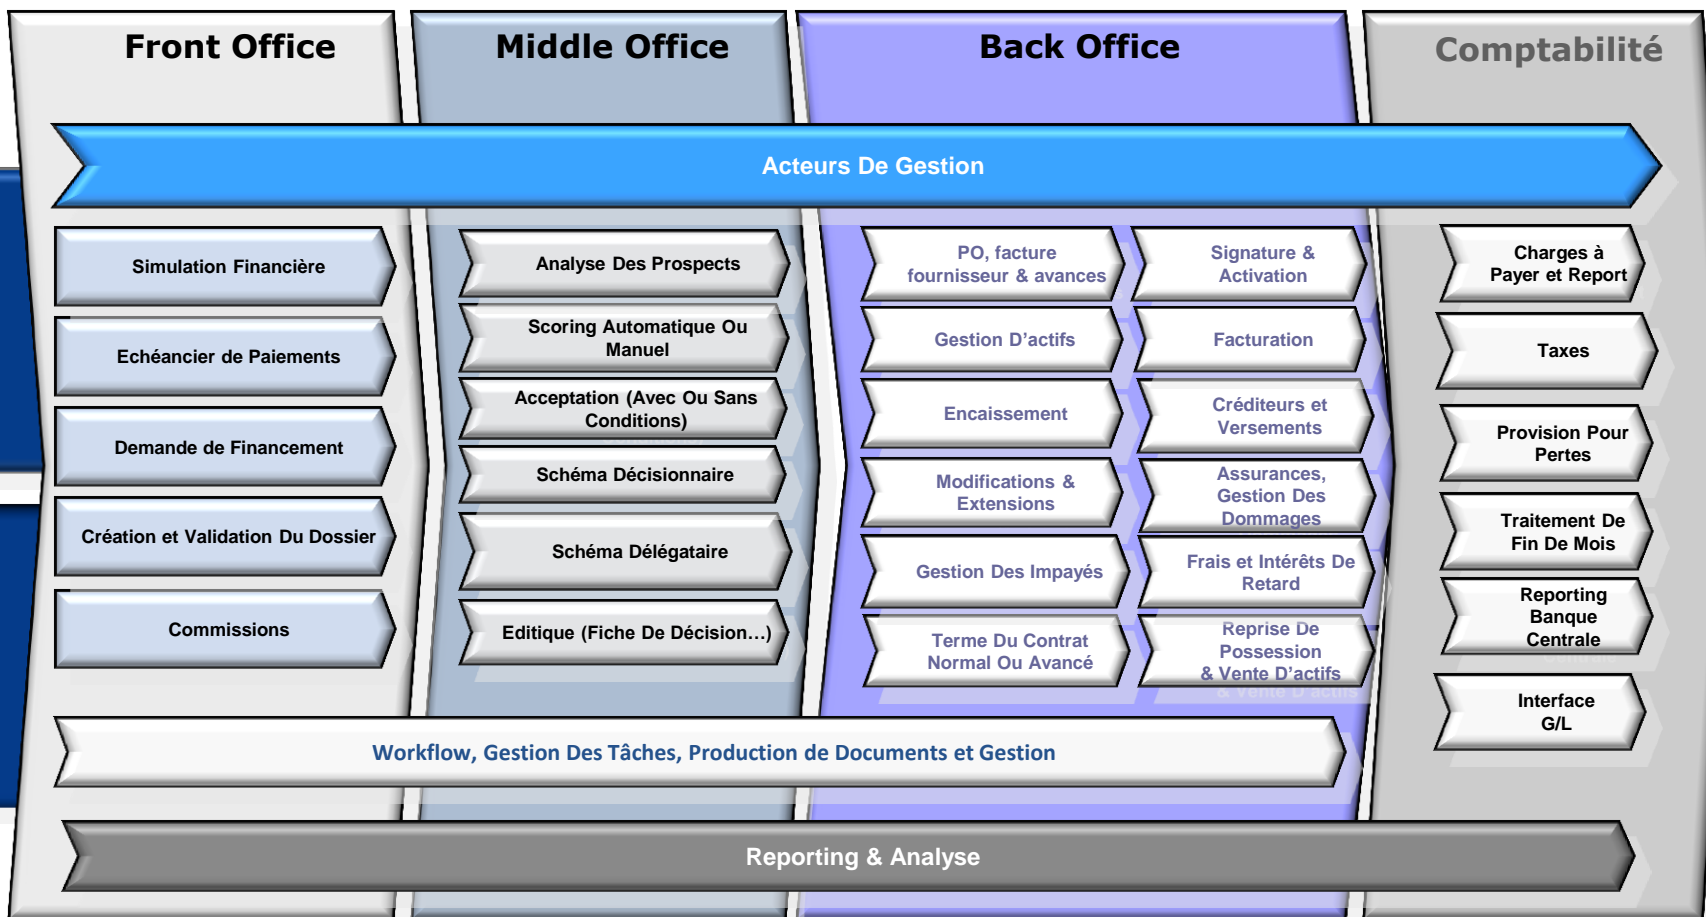 Front Office
Middle Office
Back Office
Comptabilité
Acteurs De Gestion
Simulation Financière
Echéancier de Paiements
Demande de Financement
Création et Validation Du Dossier
Commissions
Analyse Des Prospects
Scoring Automatique Ou
Manuel
Acceptation (Avec Ou Sans
Conditions)
Schéma Décisionnaire
Schéma Délégataire
Editique (Fiche De Décision...)
PO, facture
fournisseur & avances
Gestion D'actifs
Encaissement
Modifications &
Extensions
Gestion Des Impayés
Terme Du Contrat
Normal Ou Avancé
Signature &
Activation
Facturation
Créditeurs et
Versements
Assurances,
Gestion Des
Dommages
Frais et Intérêts De
Retard
Reprise De
Possession
& Vente D'actifs
Charges à
Payer et Report
Taxes
Provision Pour
Pertes
Traitement De
Fin De Mois
Reporting
Banque
Centrale
Interface
G/L
Workflow, Gestion Des Tâches, Production de Documents et Gestion
Reporting & Analyse